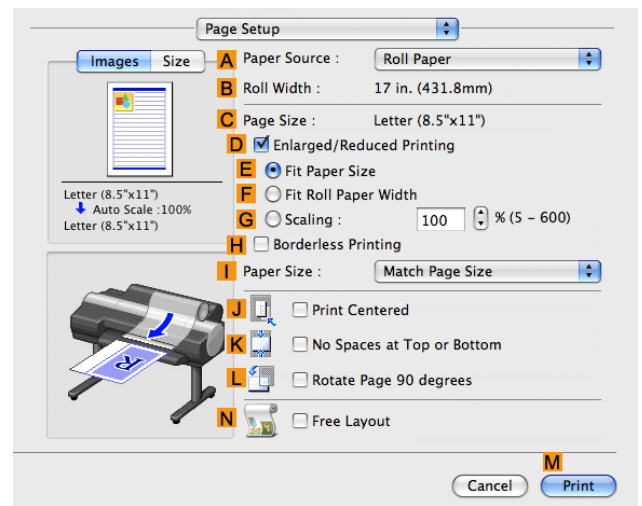 Page Setup
Images Size
A Paper Source : Roll Paper
B Roll Width : 17 in. (431.8mm)
C Page Size : Letter (8.5"x11")
D Enlarged/Reduced Printing
E Fit Paper Size
F Fit Roll Paper Width
G Scaling : 100 % (5 - 600)
H Borderless Printing
I Paper Size : Match Page Size
Letter (8.5"x11")
Auto Scale :100%
Letter (8.5"x11")
J Print Centered
K No Spaces at Top or Bottom
L Rotate Page 90 degrees
N Free Layout
R
M
Cancel Print